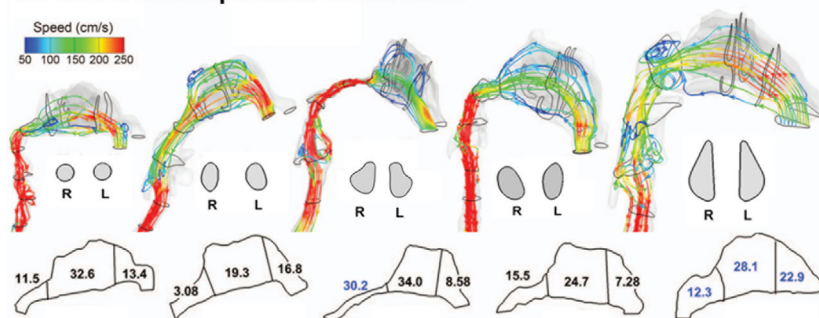 Speed (cm/s)
50 100 150 200 250
R L
R L
R L
R L
R L
11.5 32.6 13.4
3.08 19.3 16.8
30.2 34.0 8.58
15.5 24.7 7.28
12.3 28.1 22.9